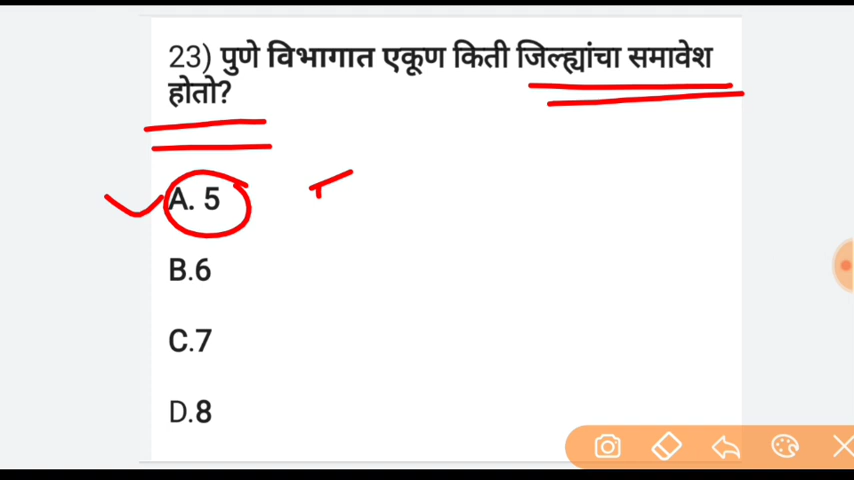 23) पुणे विभागात एकूण किती जिल्ह्यांचा समावेश
होतो?
A. 5
B.6
C.7
D.8